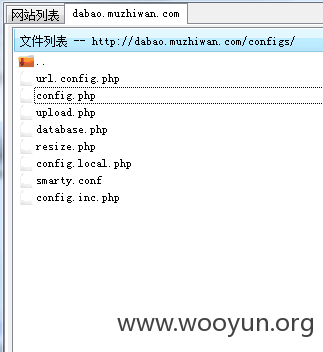 网站列表 dabao.muzhiwan.com
文件列表 -- http://dabao.muzhiwan.com/configs/
..
url.config.php
config.php
upload.php
database.php
resize.php
config.local.php
smarty.conf
config.inc.php
www.wooyun.org